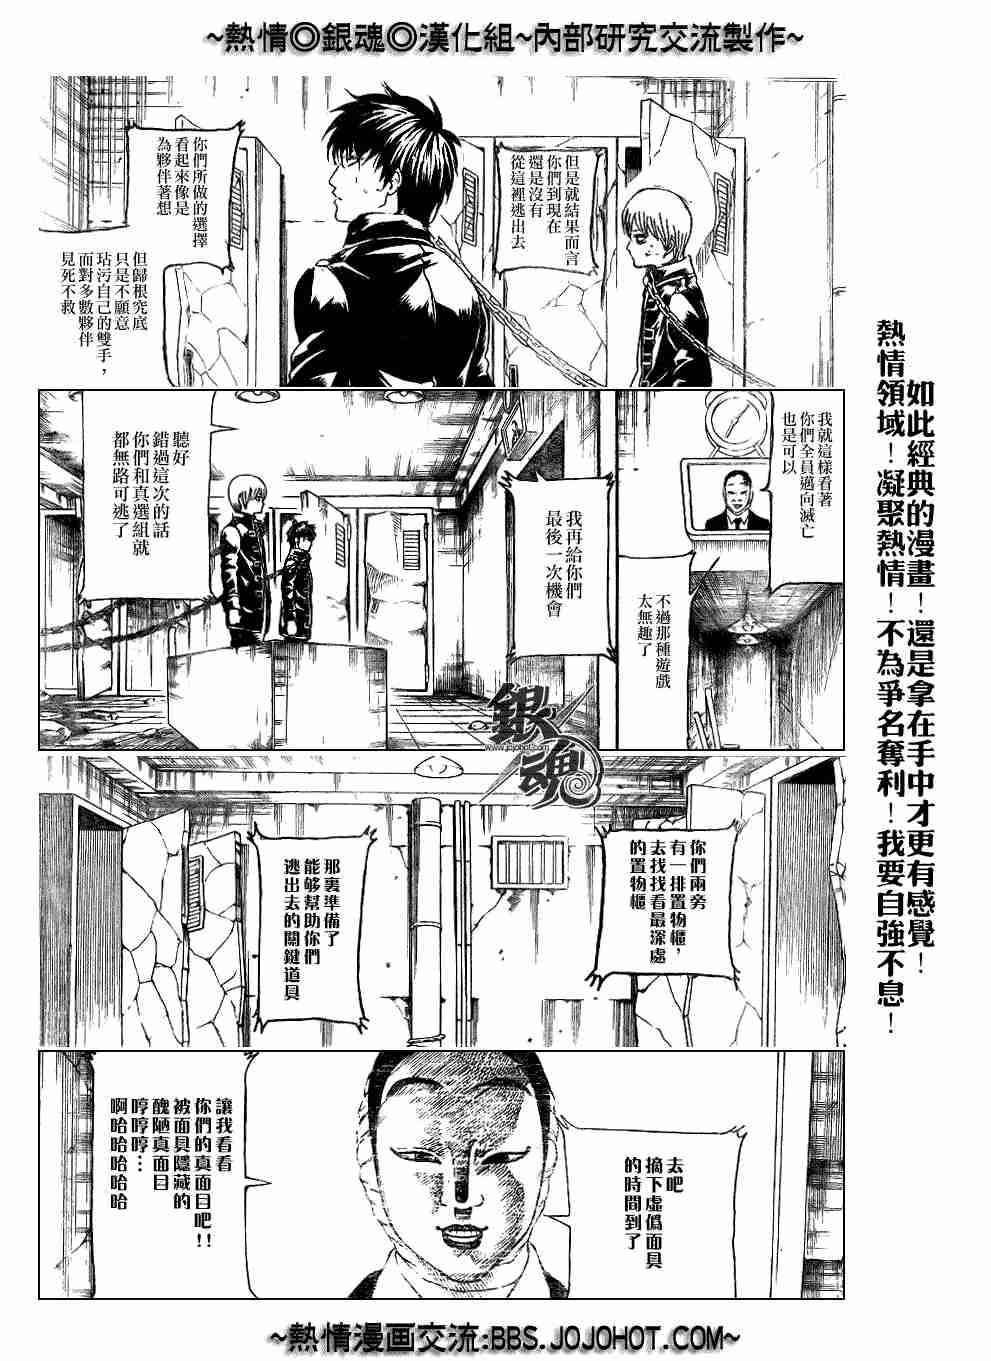 ~熱情◎銀魂◎漢化組~內部研究交流製作~
但是就結果而言
你們到現在
還是沒有
從這裡逃出去
你們所做的選擇
看起來像是
為夥伴著想
但歸根究底
只是不願意
玷污自己的雙手，
而對多數夥伴
見死不救
我就這樣看著
你們全員邁向滅亡
也是可以
不過那種遊戲
太無趣了
我再給你們
最後一次機會
聽好
錯過這次的話
你們和真選組就
都無路可逃了
銀魂
www.jojohot.com
你們兩旁
有一排置物櫃，
去找找看最深處
的置物櫃
那裏準備了
能够幫助你們
逃出去的關鍵道具
去吧
摘下虛僞面具
的時間到了
讓我看看
你們的真面目吧!!
被面具隱藏的
醜陋真面目
哼哼哼…
啊哈哈哈哈
如此經典的漫畫！還是拿在手中才更有感覺！
熱情領域！凝聚熱情！不為爭名奪利！我要自強不息！
~熱情漫画交流:BBS.JOJOHOT.COM~